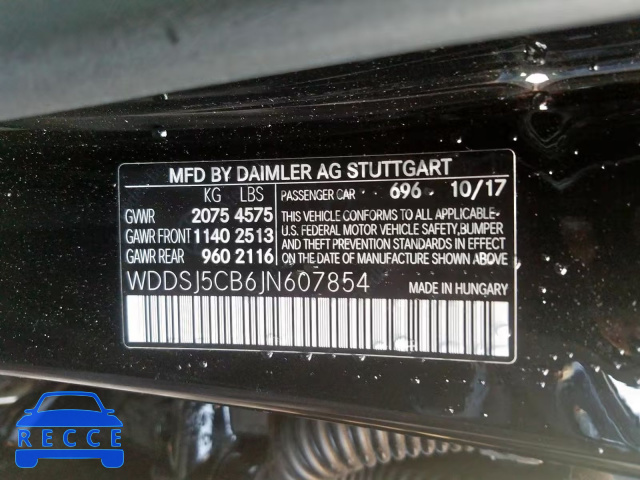 MFD BY DAIMLER AG STUTTGART
KG LBS
GVWR 2075 4575
GAWR FRONT 1140 2513
GAWR REAR 960 2116
PASSENGER CAR 696 10/17
THIS VEHICLE CONFORMS TO ALL APPLICABLE
U.S. FEDERAL MOTOR VEHICLE SAFETY, BUMPER
AND THEFT PREVENTION STANDARDS IN EFFECT
ON THE DATE OF MANUFACTURE SHOWN ABOVE
WDDSJ5CB6JN607854 MADE IN HUNGARY
RECCE